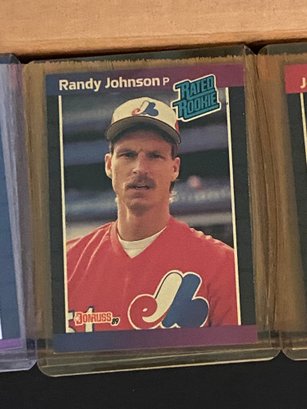 Randy Johnson P
RATED
ROOKIE
J
DONRUSS 89